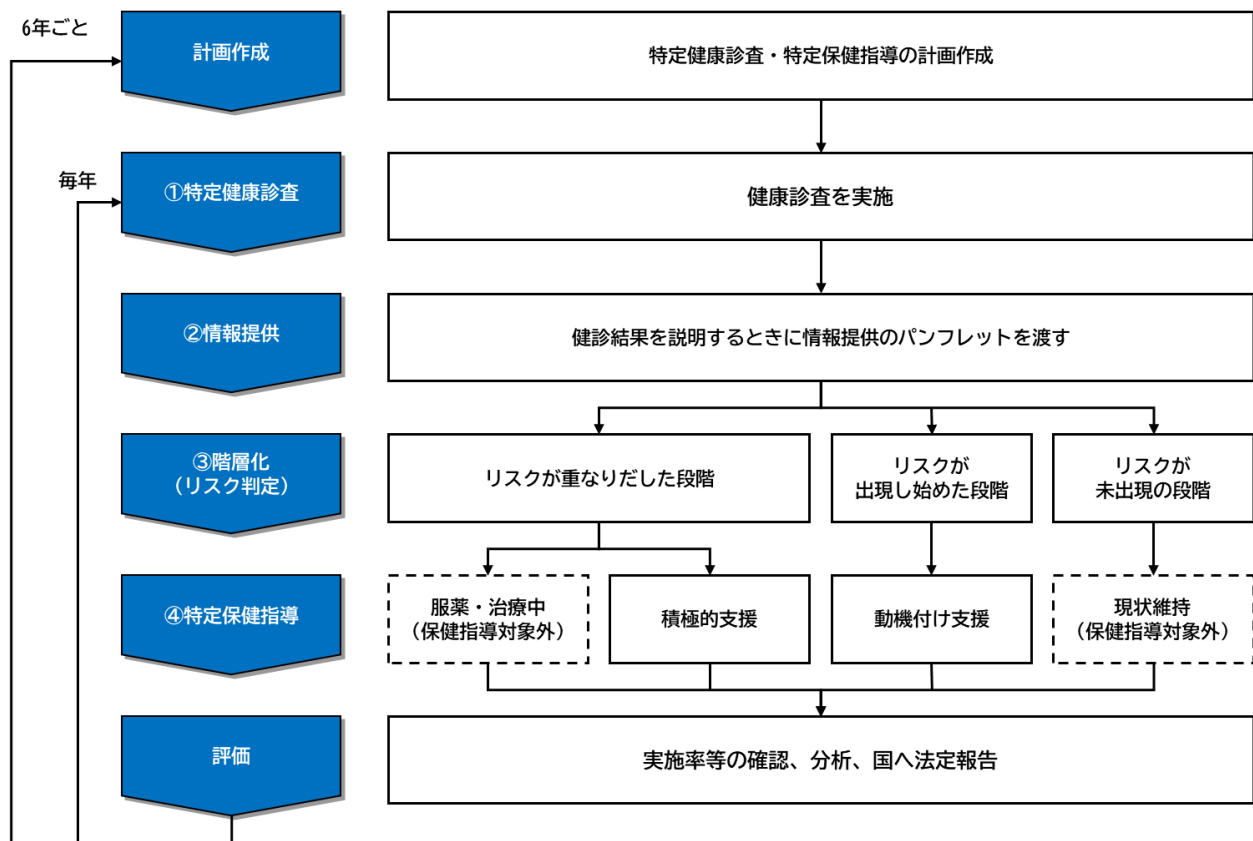 6年ごと
計画作成
特定健康診査・特定保健指導の計画作成
毎年
①特定健康診査
健康診査を実施
②情報提供
健診結果を説明するときに情報提供のパンフレットを渡す
③階層化
（リスク判定）
リスクが重なりだした段階
リスクが
出現し始めた段階
リスクが
未出現の段階
④特定保健指導
服薬・治療中
（保健指導対象外）
積極的支援
動機付け支援
現状維持
（保健指導対象外）
評価
実施率等の確認、分析、国へ法定報告